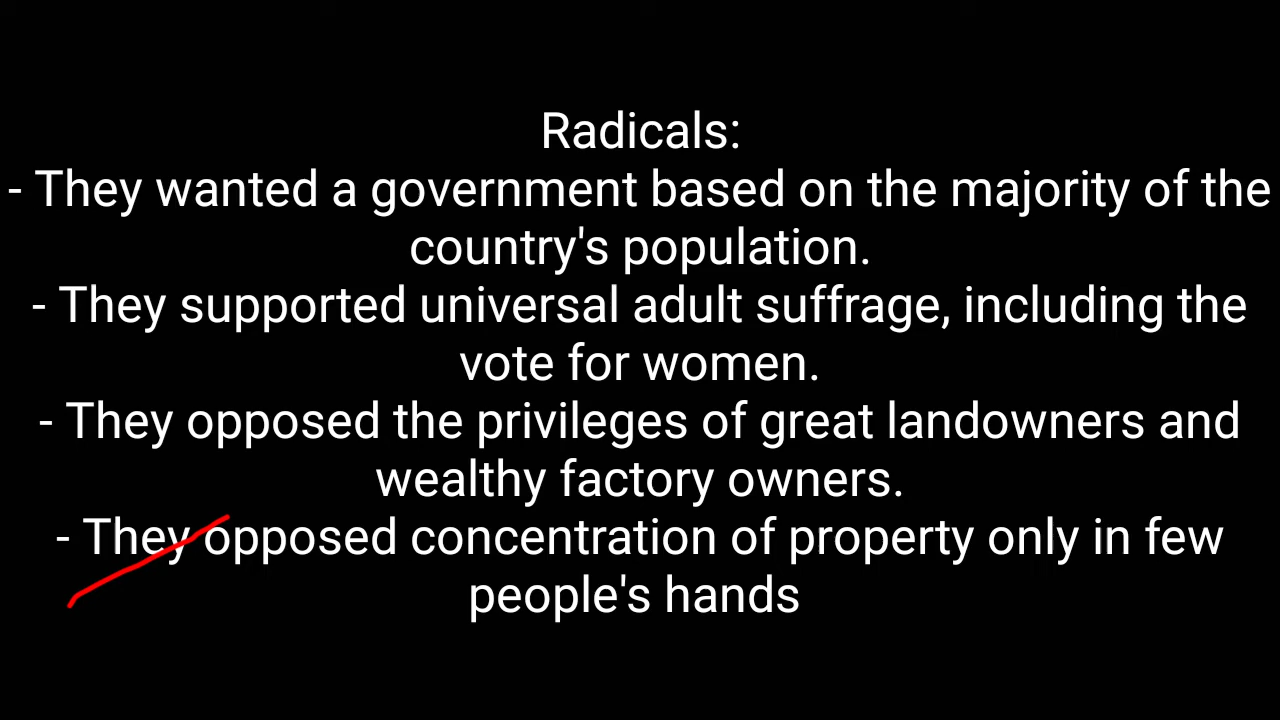 Radicals:
- They wanted a government based on the majority of the
country's population.
- They supported universal adult suffrage, including the
vote for women.
- They opposed the privileges of great landowners and
wealthy factory owners.
- They opposed concentration of property only in few
people's hands